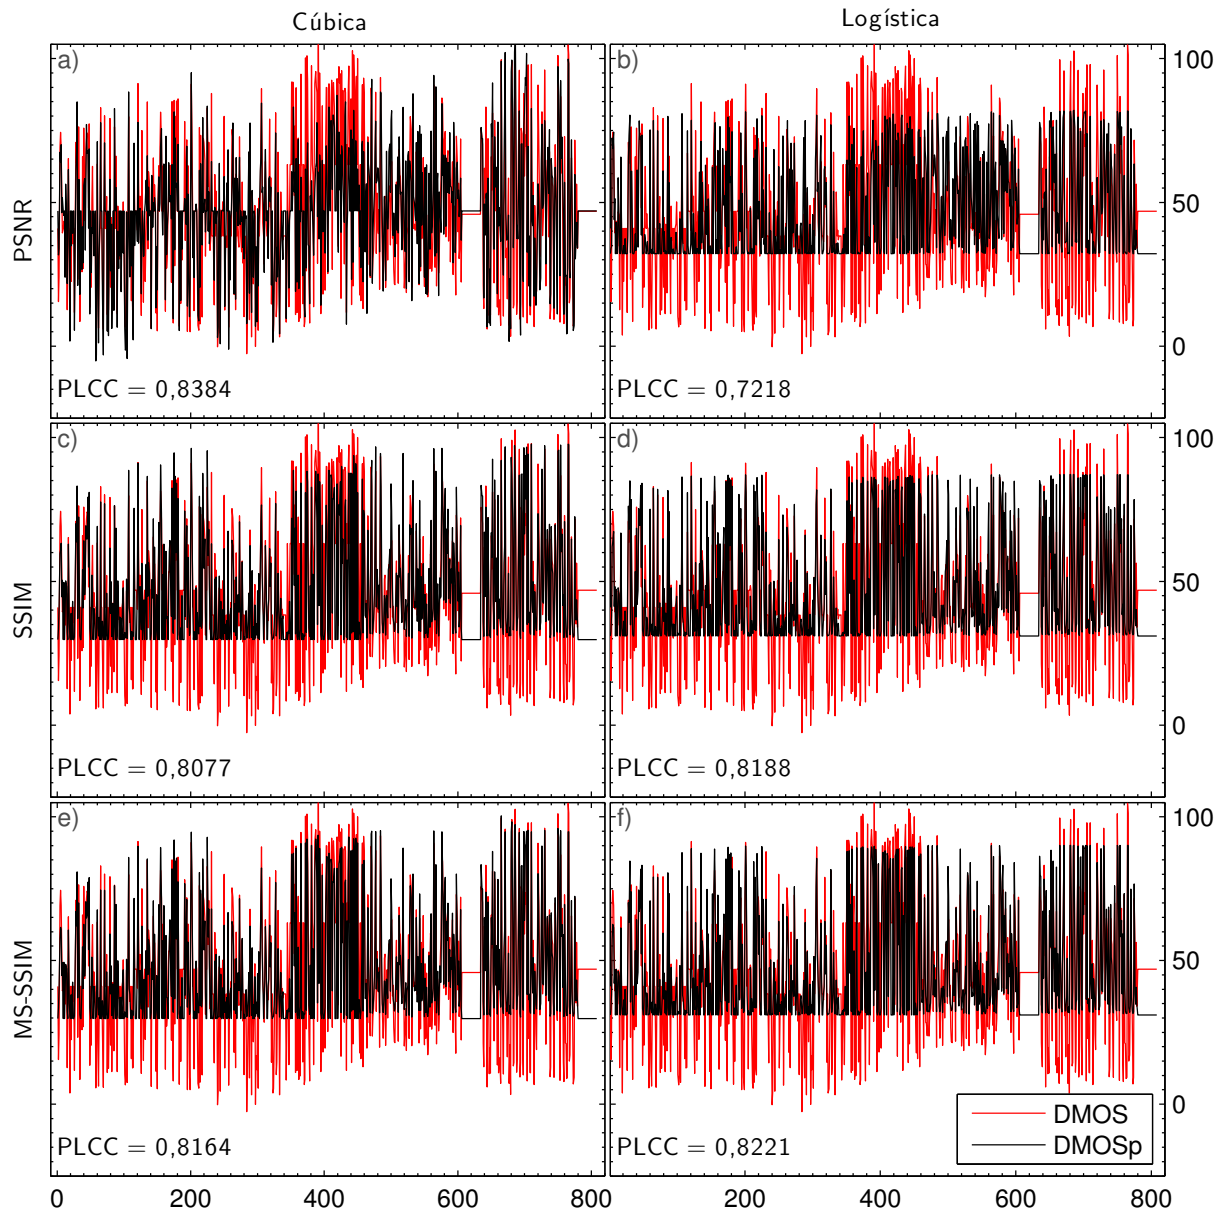 Cúbica
Logística
a)
b)
100
50
0
PSNR
PLCC = 0,8384
PLCC = 0,7218
c)
d)
100
50
0
SSIM
PLCC = 0,8077
PLCC = 0,8188
e)
f)
100
50
0
MS-SSIM
DMOS
DMOSp
PLCC = 0,8164
PLCC = 0,8221
0 200 400 600 800
200 400 600 800